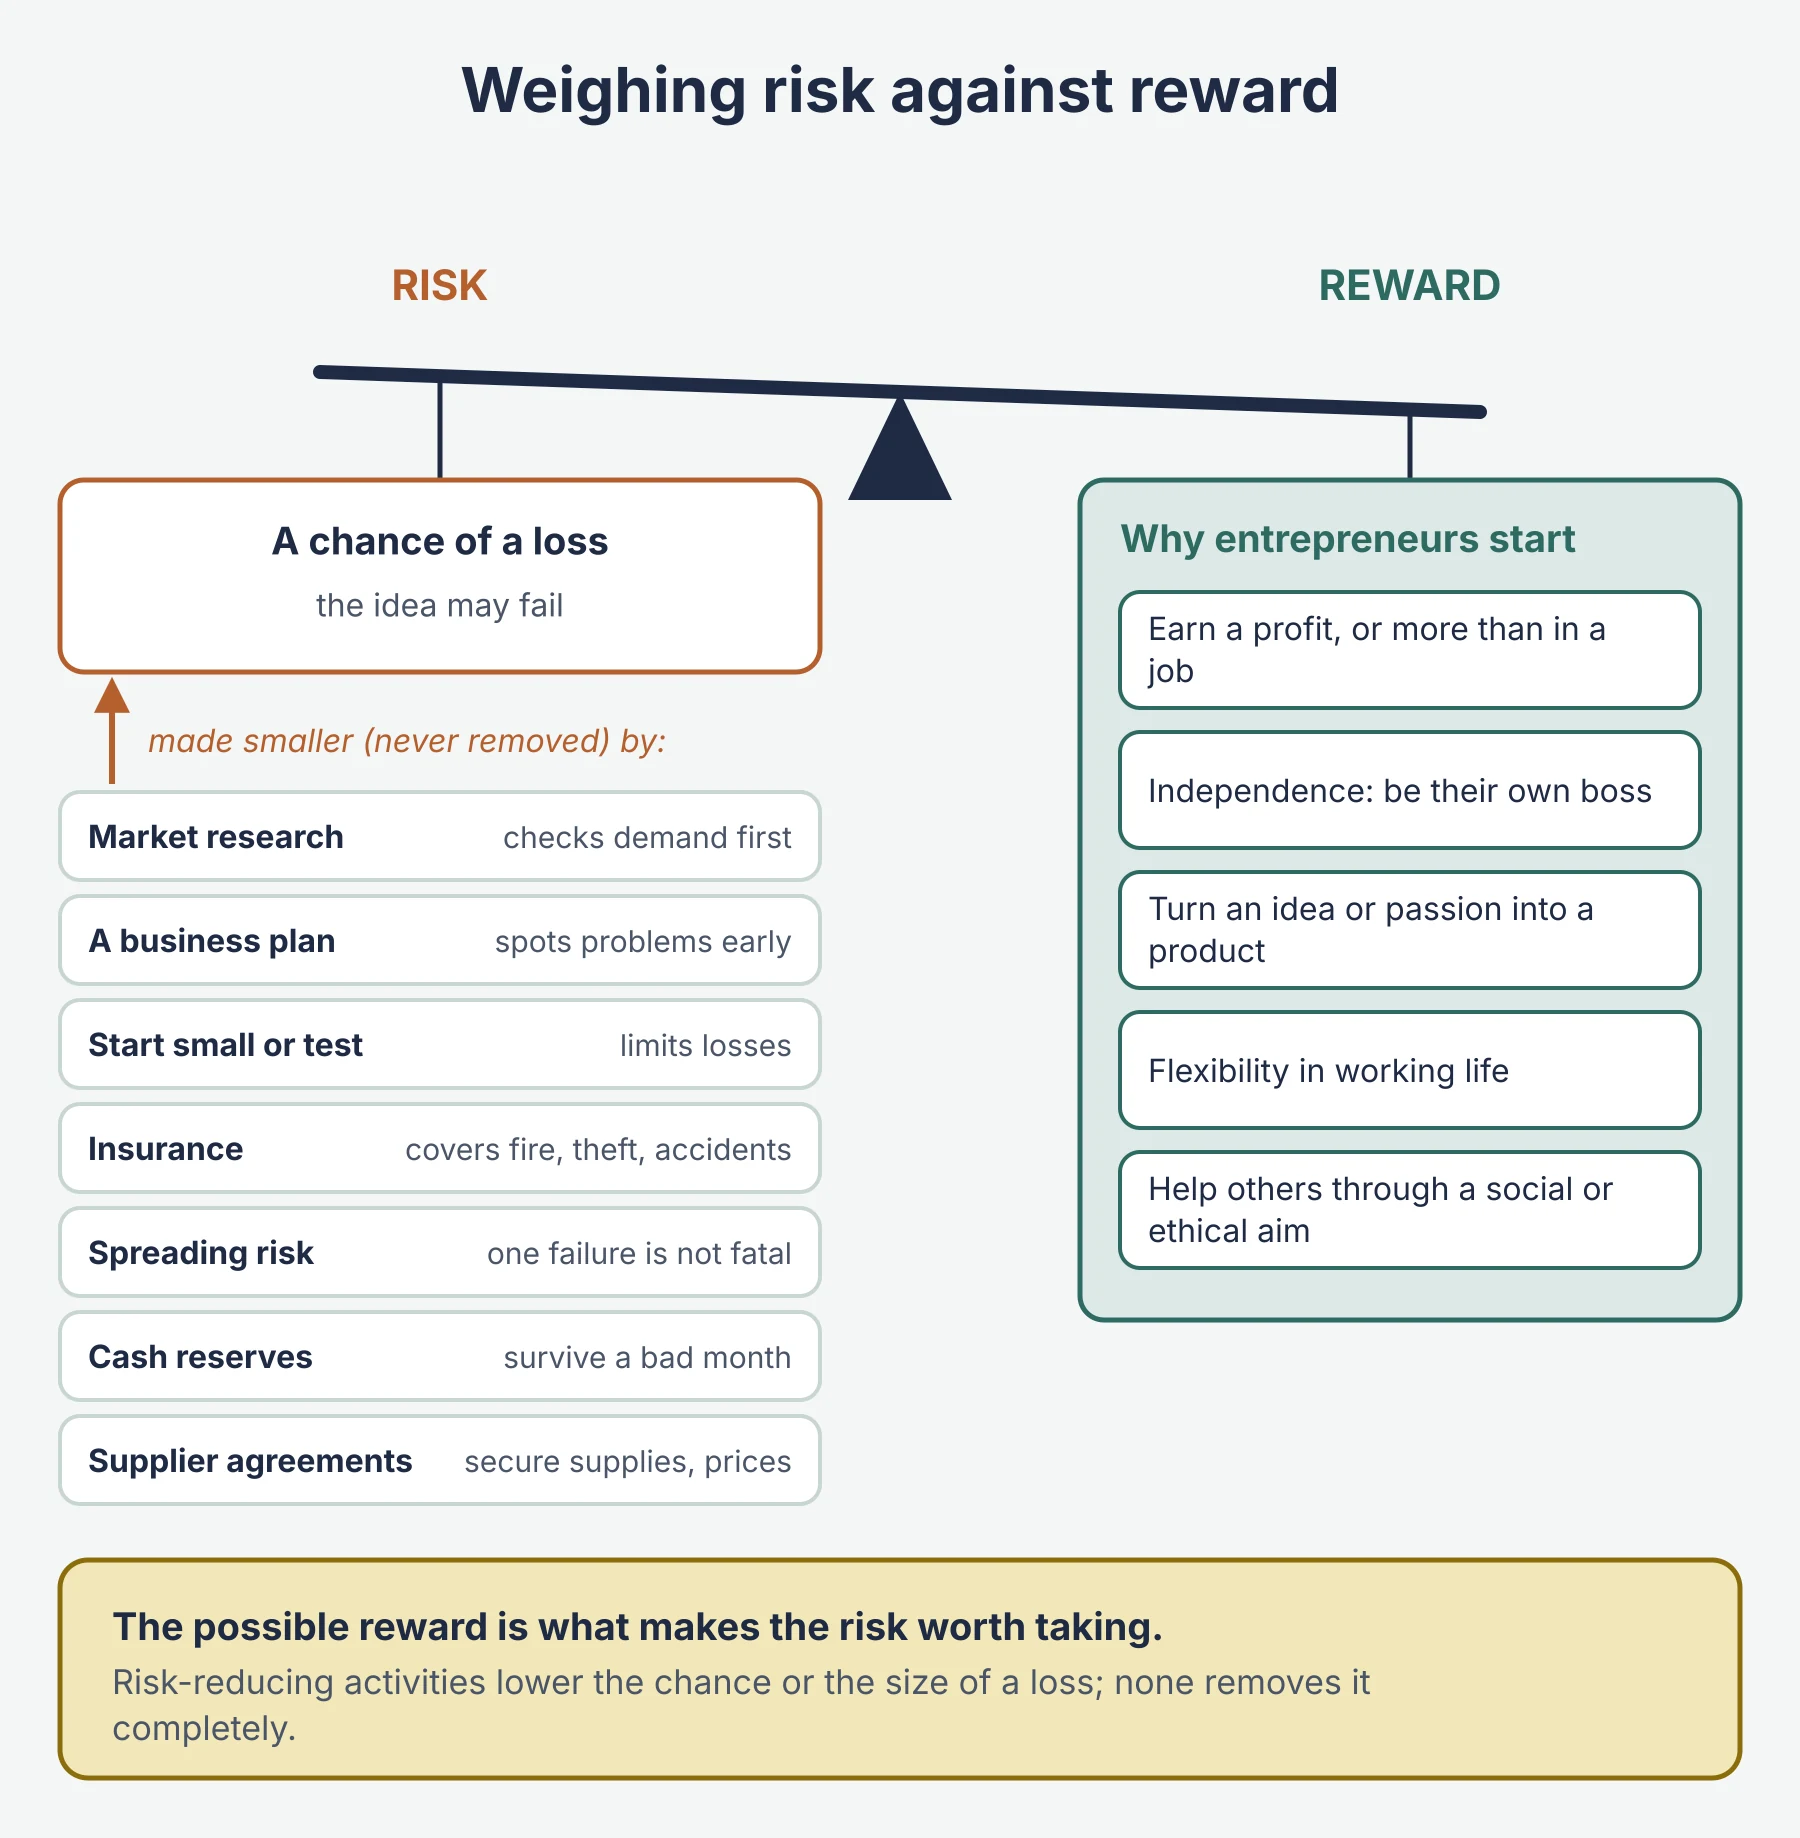 Weighing risk against reward
RISK
REWARD
A chance of a loss
the idea may fail
made smaller (never removed) by:
Market research checks demand first
A business plan spots problems early
Start small or test limits losses
Insurance covers fire, theft, accidents
Spreading risk one failure is not fatal
Cash reserves survive a bad month
Supplier agreements secure supplies, prices
Why entrepreneurs start
Earn a profit, or more than in a
job
Independence: be their own boss
Turn an idea or passion into a
product
Flexibility in working life
Help others through a social or
ethical aim
The possible reward is what makes the risk worth taking.
Risk-reducing activities lower the chance or the size of a loss; none removes it
completely.